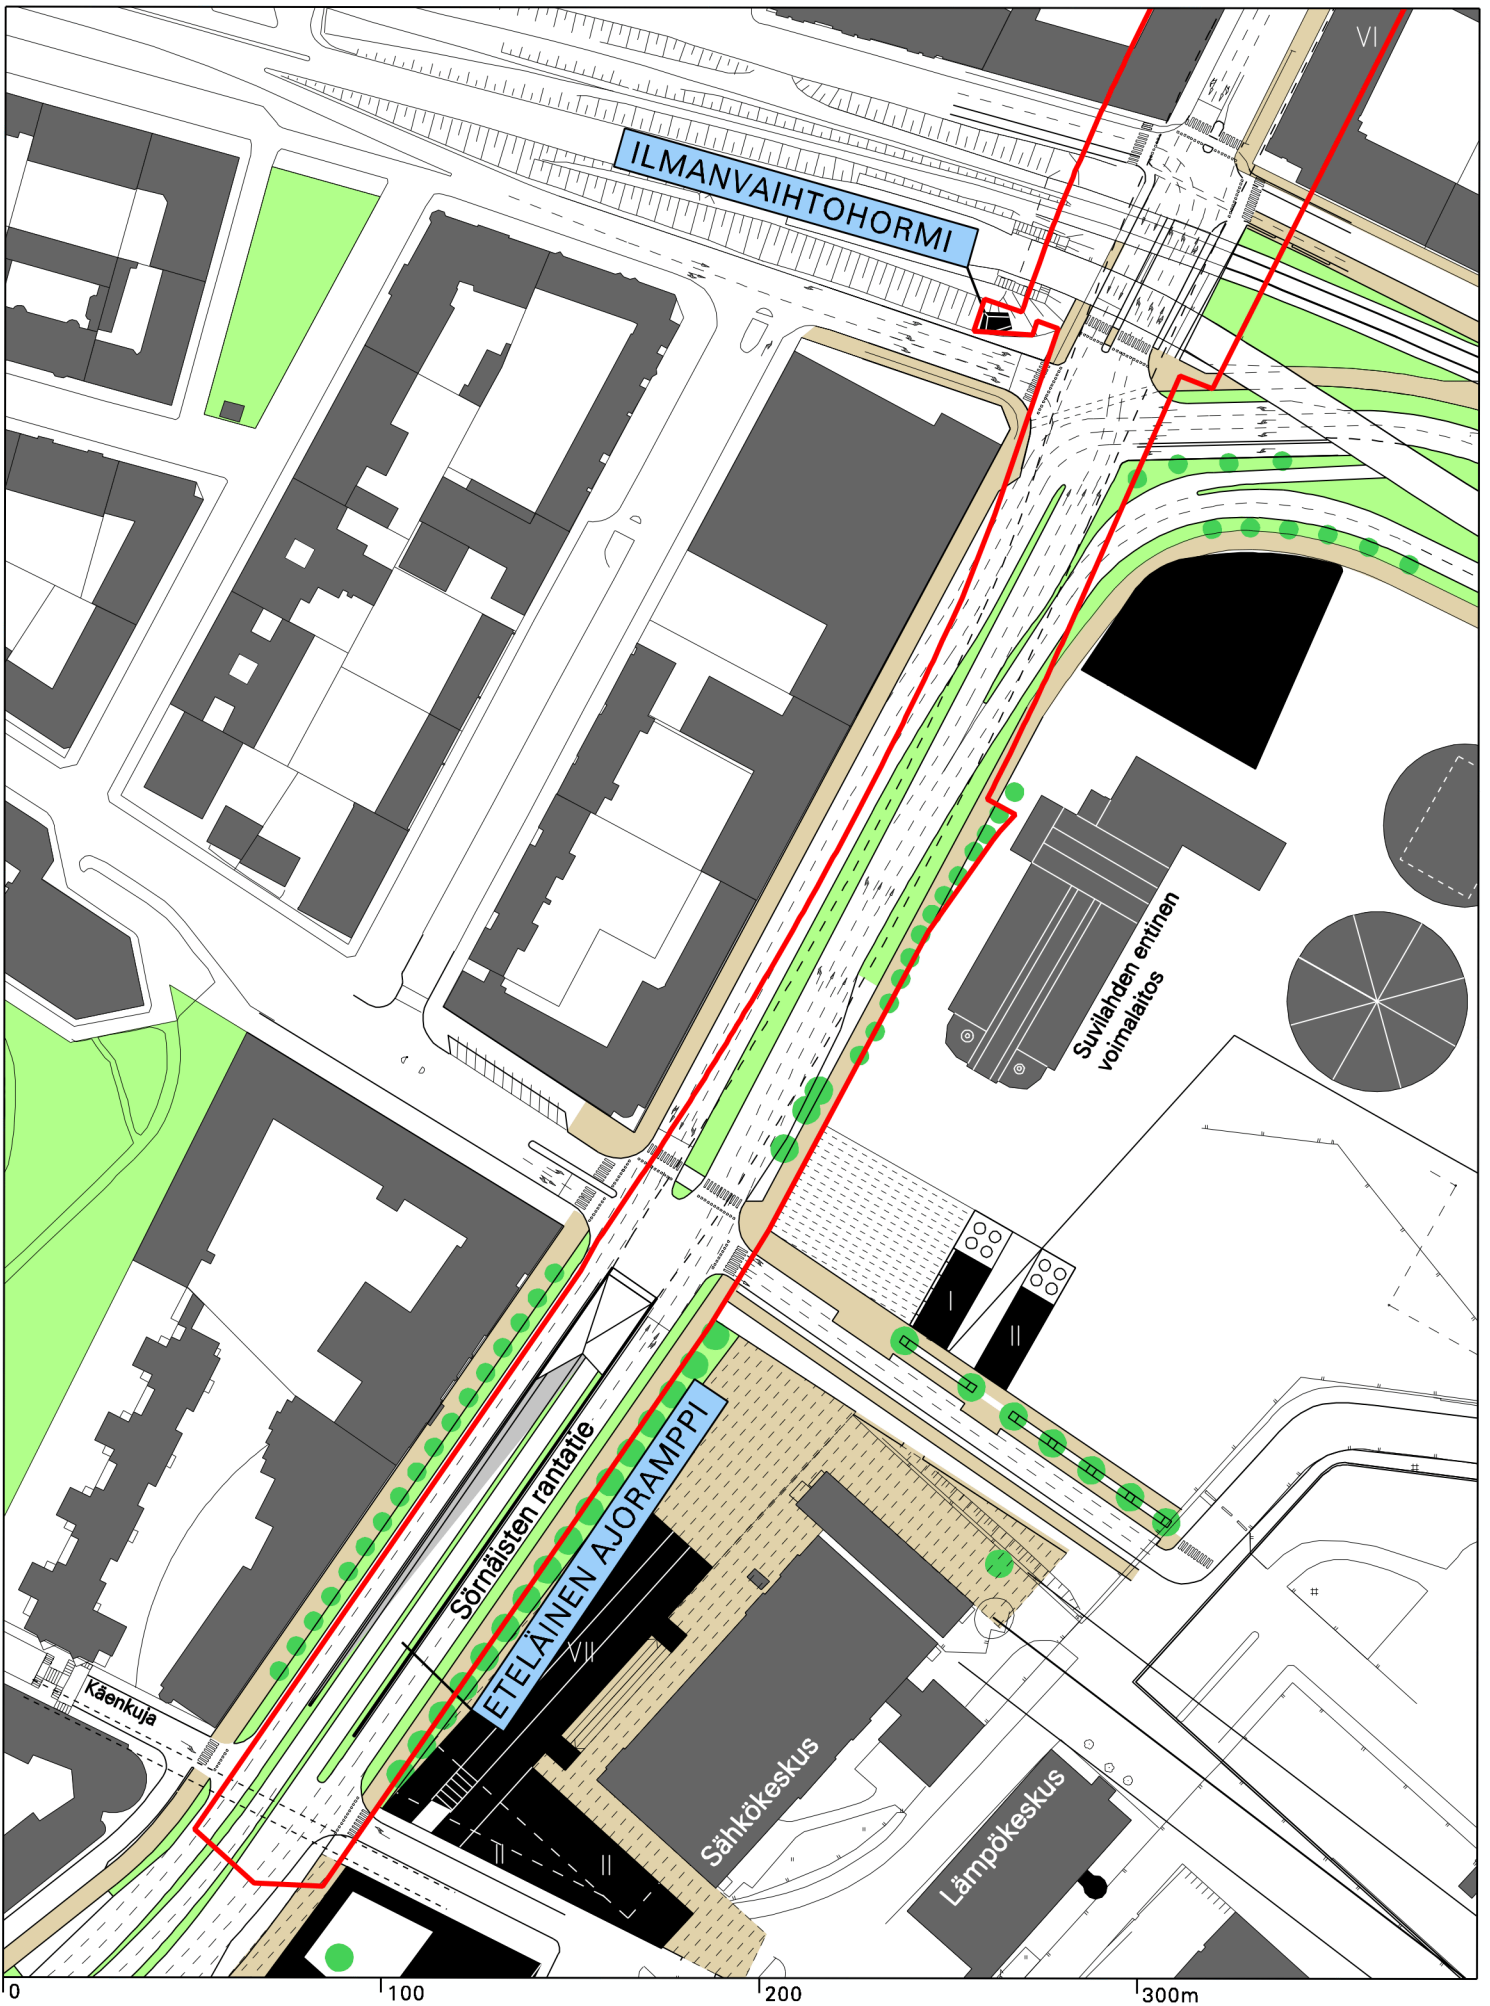 VI
ILMANVAIHTOHORMI
Suvilahden entinen
voimalaitos
I
II
Sörnäisten rantatie
ETELÄINEN AJORAMPPI
VII
Käenkuja
Sähkökeskus
Lämpökeskus
II
II
0
100
200
300m